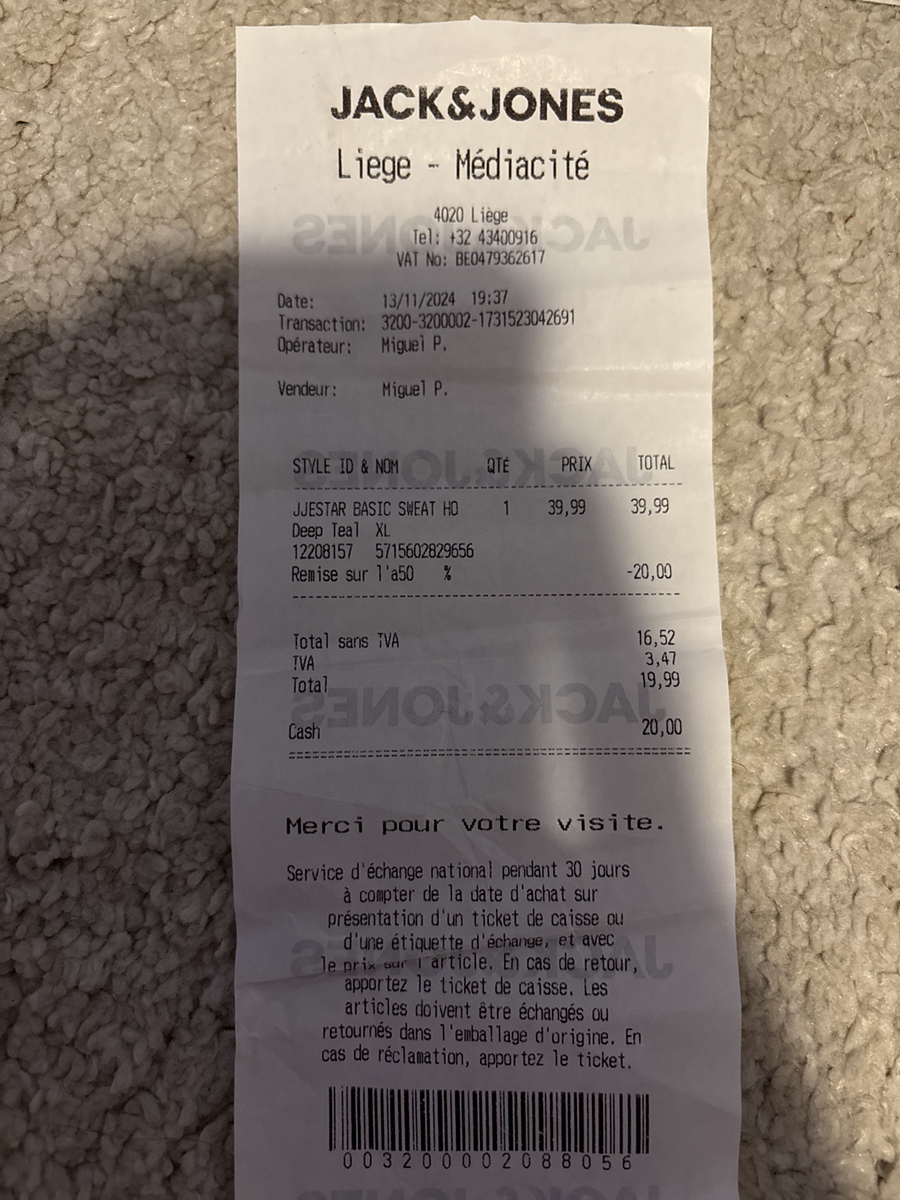 JACK&JONES
Liege - Médiacité
4020 Liège
Tel: +32 43400916
VAT No: BE0479362617
Date: 13/11/2024 19:37
Transaction: 3200-3200002-1731523042691
Opérateur: Miguel P.
Vendeur: Miguel P.
STYLE ID & NOM QTÉ PRIX TOTAL
JJESTAR BASIC SWEAT HO 1 39,99 39,99
Deep Teal XL
12208157 5715602829656
Remise sur l'a50 % -20,00
Total sans TVA 16,52
TVA 3,47
Total 19,99
Cash 20,00
Merci pour votre visite.
Service d'échange national pendant 30 jours
à compter de la date d'achat sur
présentation d'un ticket de caisse ou
d'une étiquette d'échange, et avec
le prix sur l'article. En cas de retour,
apportez le ticket de caisse. Les
articles doivent être échangés ou
retournés dans l'emballage d'origine. En
cas de réclamation, apportez le ticket.
003200002088056